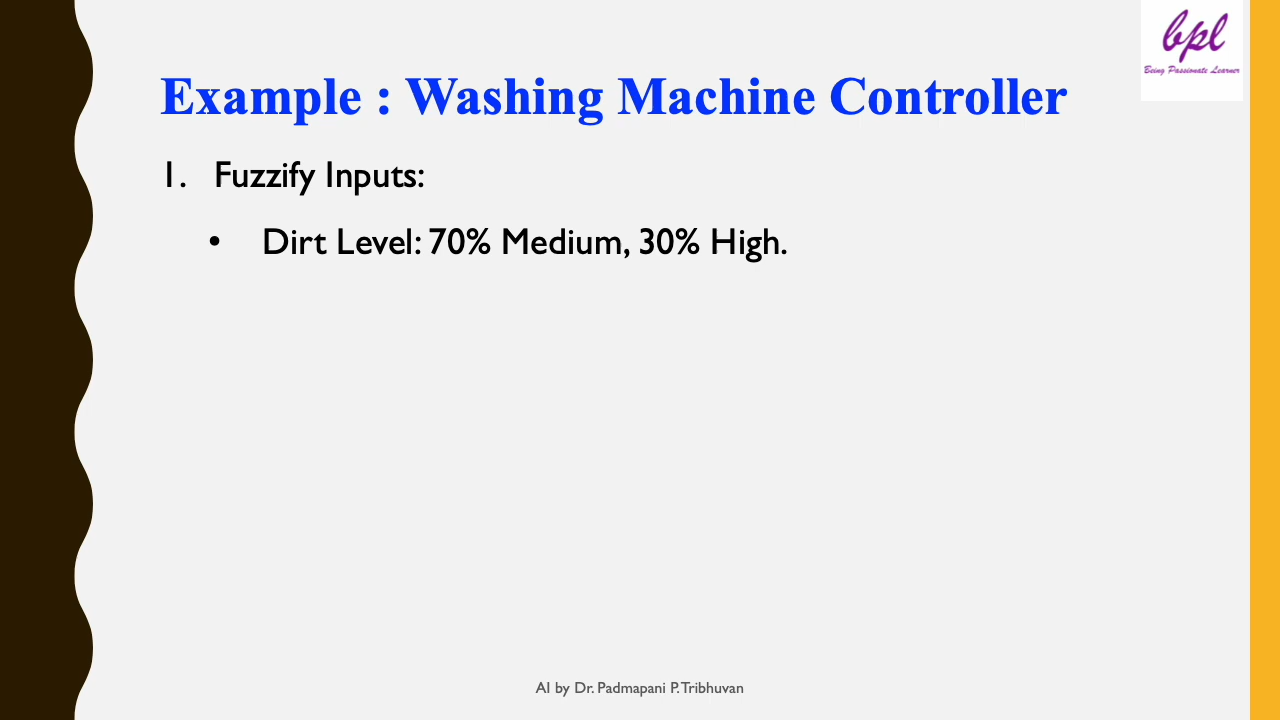 bpl
Being Passionate Learner
Example : Washing Machine Controller
1. Fuzzify Inputs:
• Dirt Level: 70% Medium, 30% High.
AI by Dr. Padmapani P. Tribhuvan